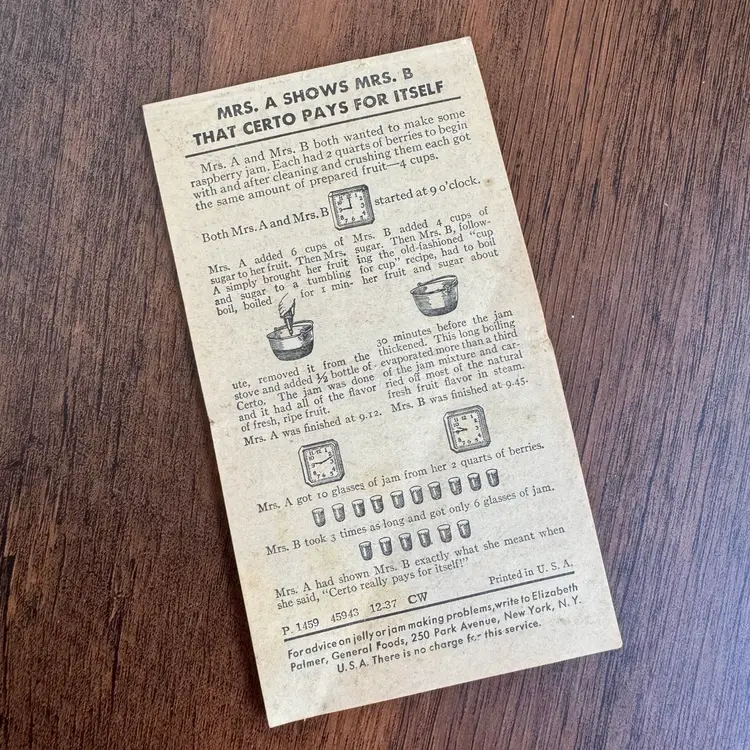 MRS. A SHOWS MRS. B
THAT CERTO PAYS FOR ITSELF
Mrs. A and Mrs. B both wanted to make some
raspberry jam. Each had 2 quarts of berries to begin
with and after cleaning and crushing them each got
the same amount of prepared fruit—4 cups.
Both Mrs. A and Mrs. B started at 9 o'clock.
Mrs. A added 6 cups of
sugar to her fruit. Then Mrs.
A simply brought her fruit
and sugar to a tumbling
boil, boiled for 1 min-
ute, removed it from the
stove and added ½ bottle of
Certo. The jam was done
and it had all of the flavor
of fresh, ripe fruit.
Mrs. A was finished at 9.12.
Mrs. B added 4 cups of
sugar. Then Mrs. B, follow-
ing the old-fashioned "cup
for cup" recipe, had to boil
her fruit and sugar about
30 minutes before the jam
thickened. This long boiling
evaporated more than a third
of the jam mixture and car-
ried off most of the natural
fresh fruit flavor in steam.
Mrs. B was finished at 9.45.
Mrs. A got 10 glasses of jam from her 2 quarts of berries.
Mrs. B took 3 times as long and got only 6 glasses of jam.
Mrs. A had shown Mrs. B exactly what she meant when
she said, "Certo really pays for itself!"
Printed in U. S. A.
P. 1459 45943 12-37 CW
For advice on jelly or jam making problems, write to Elizabeth
Palmer, General Foods, 250 Park Avenue, New York, N. Y.
U.S.A. There is no charge for this service.